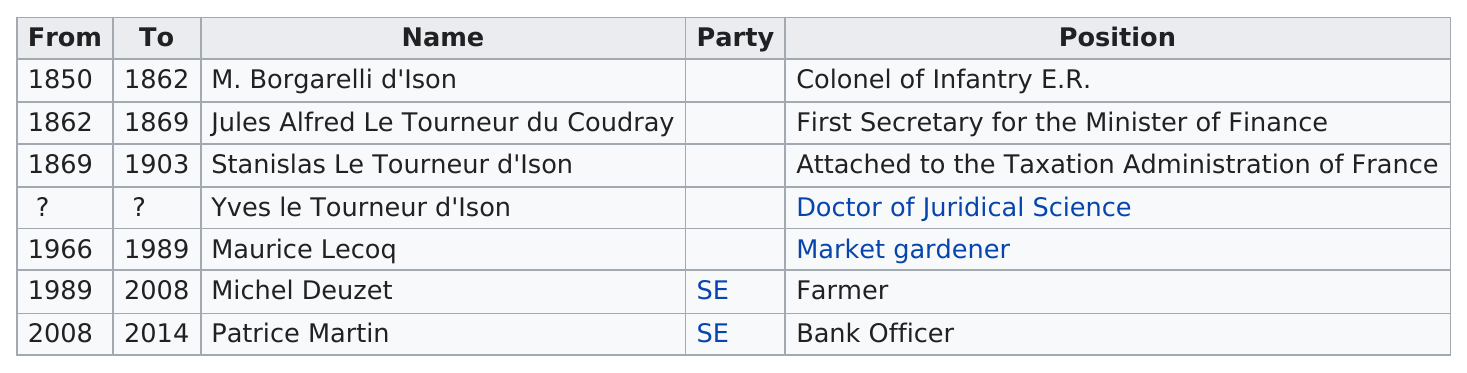 From To Name Party Position
1850 1862 M. Borgarelli d'Ison Colonel of Infantry E.R.
1862 1869 Jules Alfred Le Tourneur du Coudray First Secretary for the Minister of Finance
1869 1903 Stanislas Le Tourneur d'Ison Attached to the Taxation Administration of France
? ? Yves le Tourneur d'Ison Doctor of Juridical Science
1966 1989 Maurice Lecoq Market gardener
1989 2008 Michel Deuzet SE Farmer
2008 2014 Patrice Martin SE Bank Officer